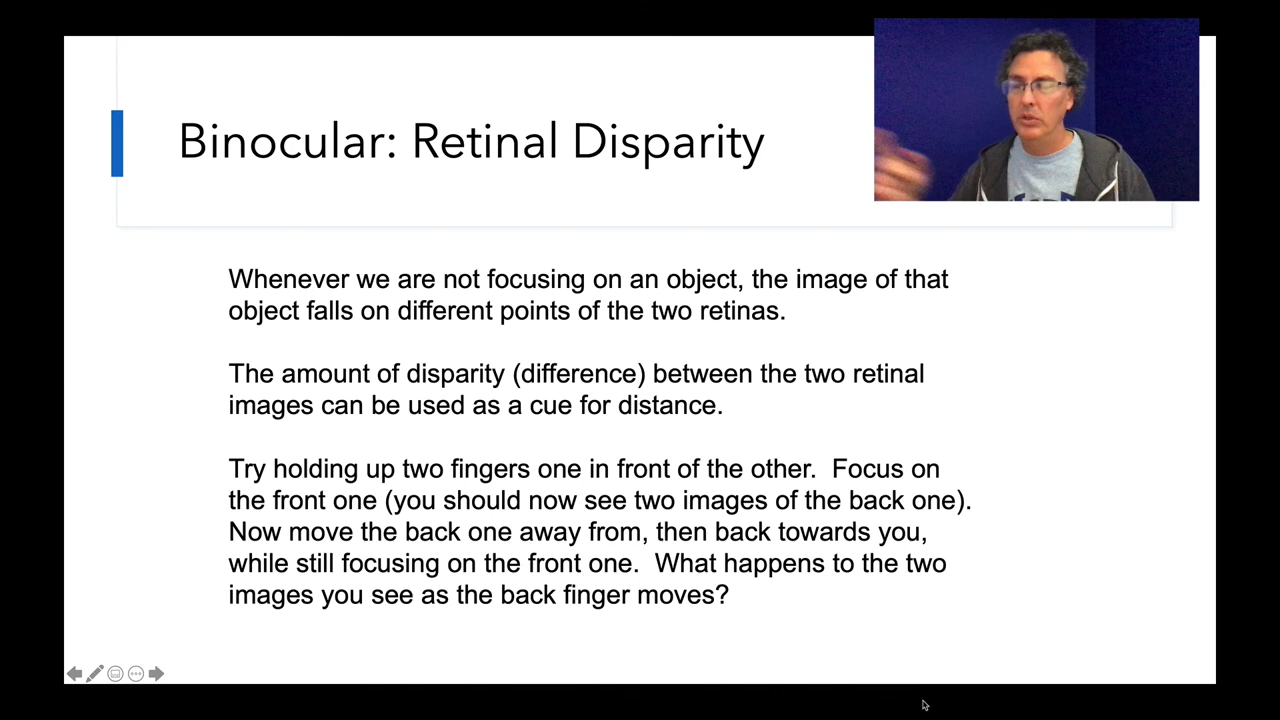 Binocular: Retinal Disparity
Whenever we are not focusing on an object, the image of that
object falls on different points of the two retinas.
The amount of disparity (difference) between the two retinal
images can be used as a cue for distance.
Try holding up two fingers one in front of the other.  Focus on
the front one (you should now see two images of the back one).
Now move the back one away from, then back towards you,
while still focusing on the front one.  What happens to the two
images you see as the back finger moves?